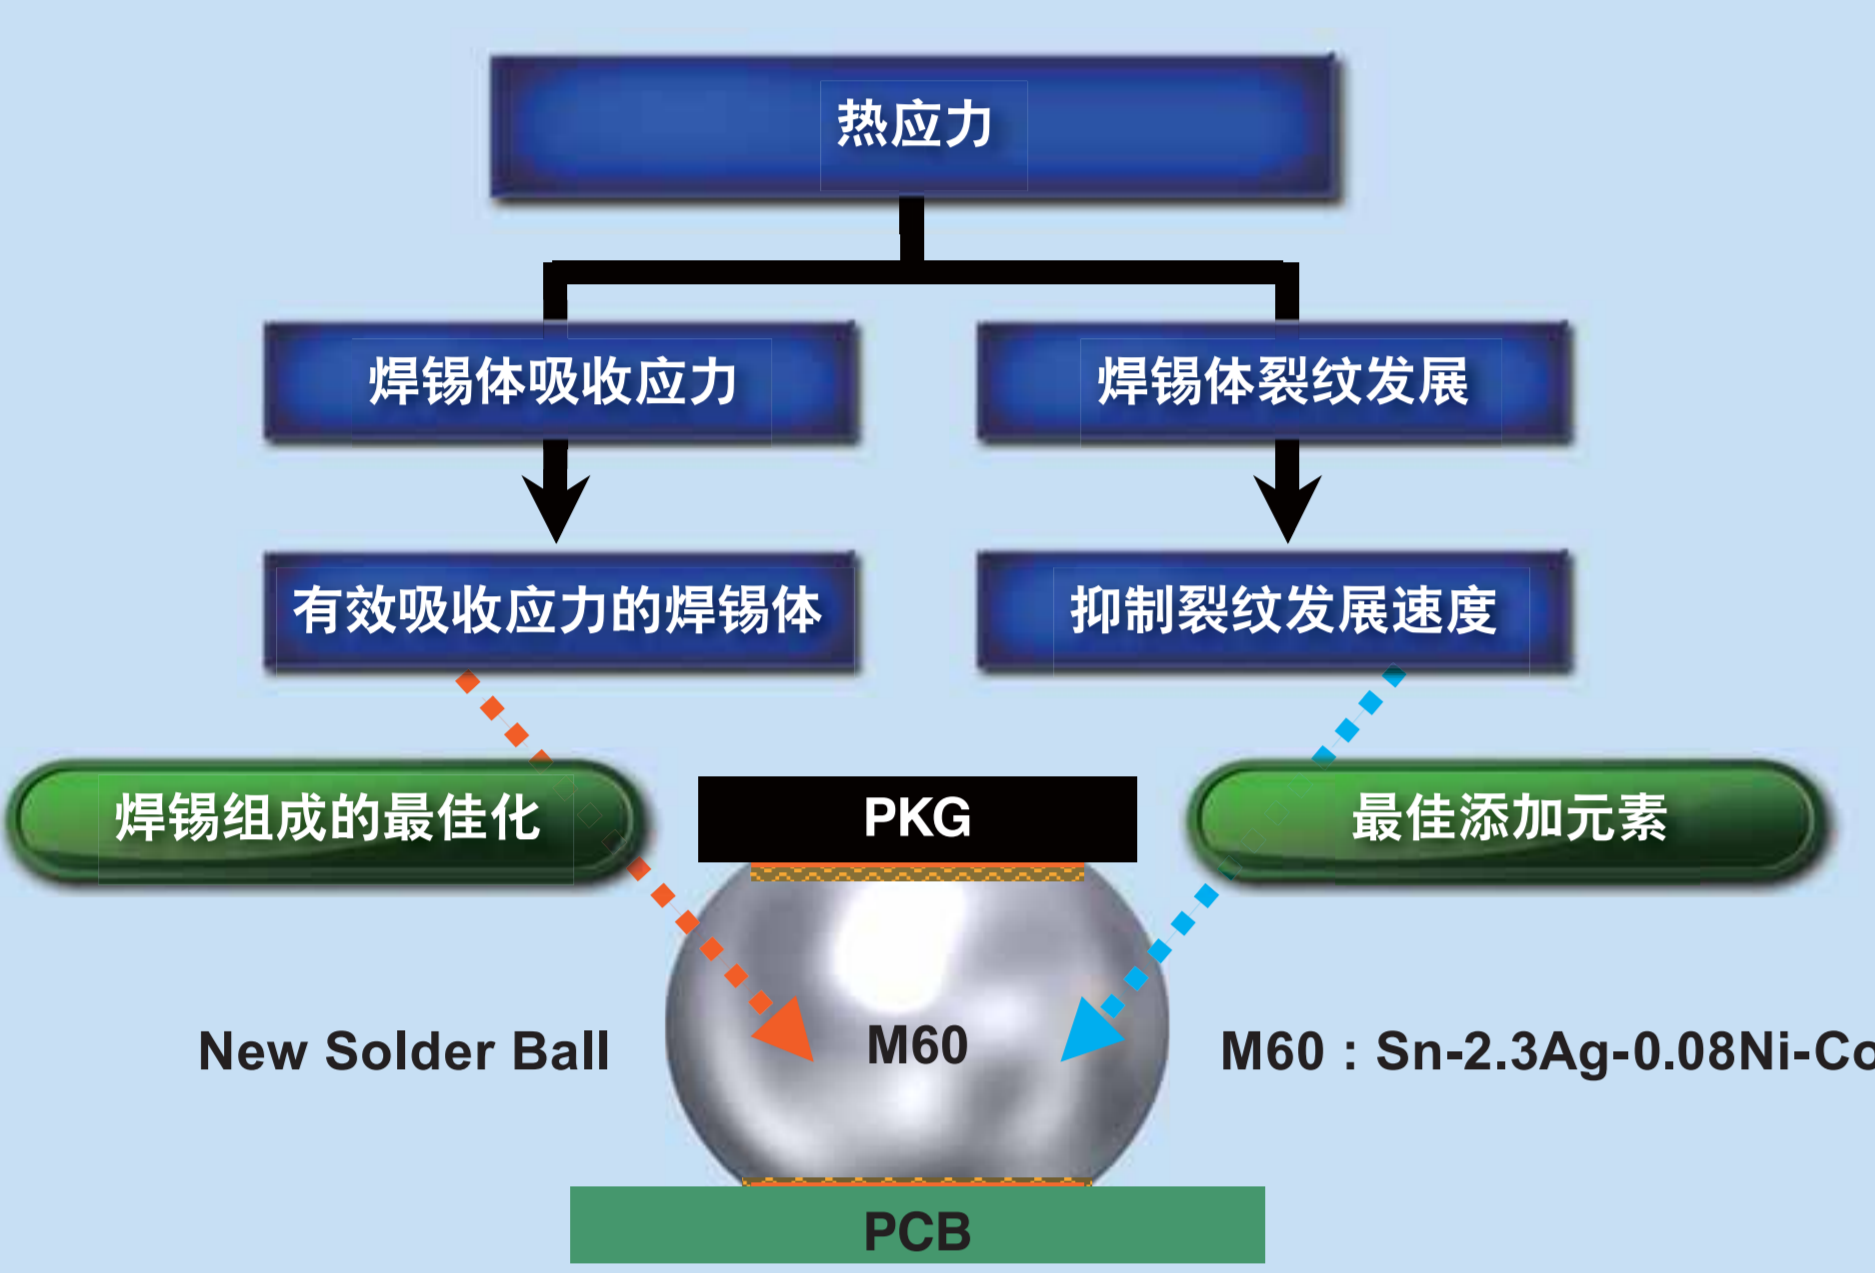 热应力
焊锡体吸收应力
焊锡体裂纹发展
有效吸收应力的焊锡体
抑制裂纹发展速度
焊锡组成的最佳化
PKG
最佳添加元素
New Solder Ball
M60
M60 : Sn-2.3Ag-0.08Ni-Co
PCB